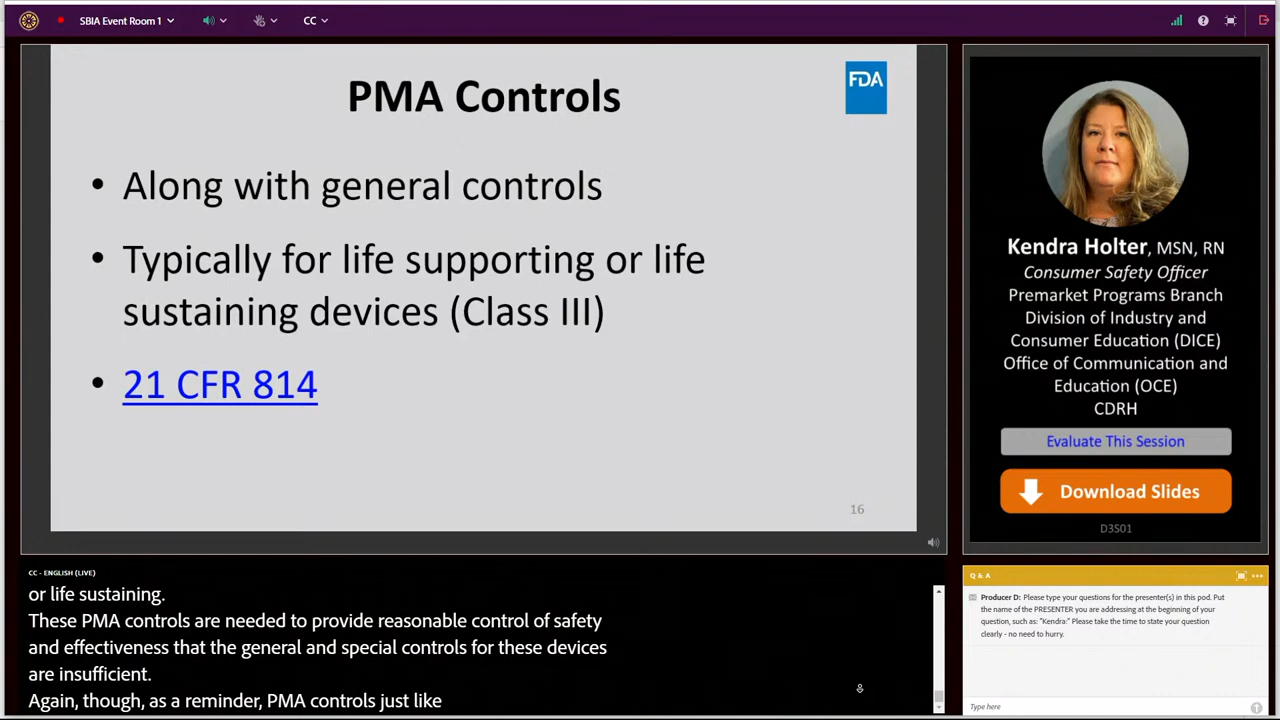 SBIA Event Room 1
CC
PMA Controls
FDA
• Along with general controls
• Typically for life supporting or life
sustaining devices (Class III)
• 21 CFR 814
16
Kendra Holter, MSN, RN
Consumer Safety Officer
Premarket Programs Branch
Division of Industry and
Consumer Education (DICE)
Office of Communication and
Education (OCE)
CDRH
Evaluate This Session
Download Slides
D3S01
CC - ENGLISH (LIVE)
or life sustaining.
These PMA controls are needed to provide reasonable control of safety
and effectiveness that the general and special controls for these devices
are insufficient.
Again, though, as a reminder, PMA controls just like
Q & A
Producer D: Please type your questions for the presenter(s) in this pod. Put
the name of the PRESENTER you are addressing at the beginning of your
question, such as: "Kendra:" Please take the time to state your question
clearly - no need to hurry.
Type here